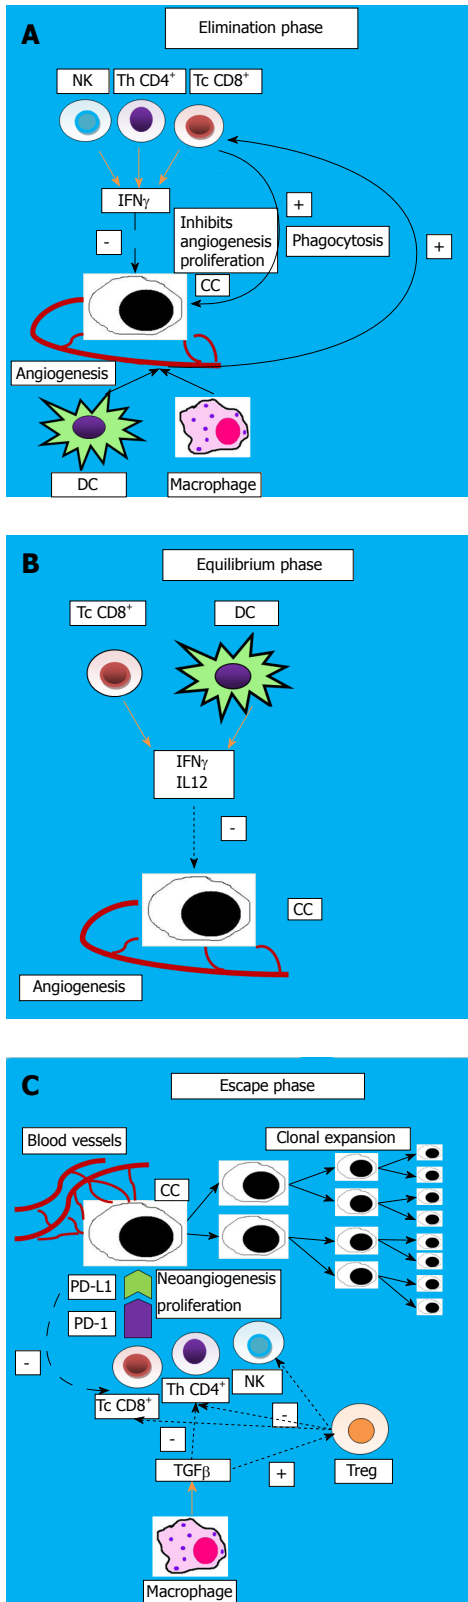 A
Elimination phase
NK
Th CD4+
Tc CD8+
IFNγ
-
Inhibits
angiogenesis
proliferation
+
Phagocytosis
+
CC
Angiogenesis
DC
Macrophage
B
Equilibrium phase
Tc CD8+
DC
IFNγ
IL12
-
CC
Angiogenesis
C
Escape phase
Blood vessels
Clonal expansion
CC
PD-L1
Neoangiogenesis
proliferation
PD-1
-
Tc CD8+
Th CD4+
NK
-
-
TGFβ
+
Treg
Macrophage